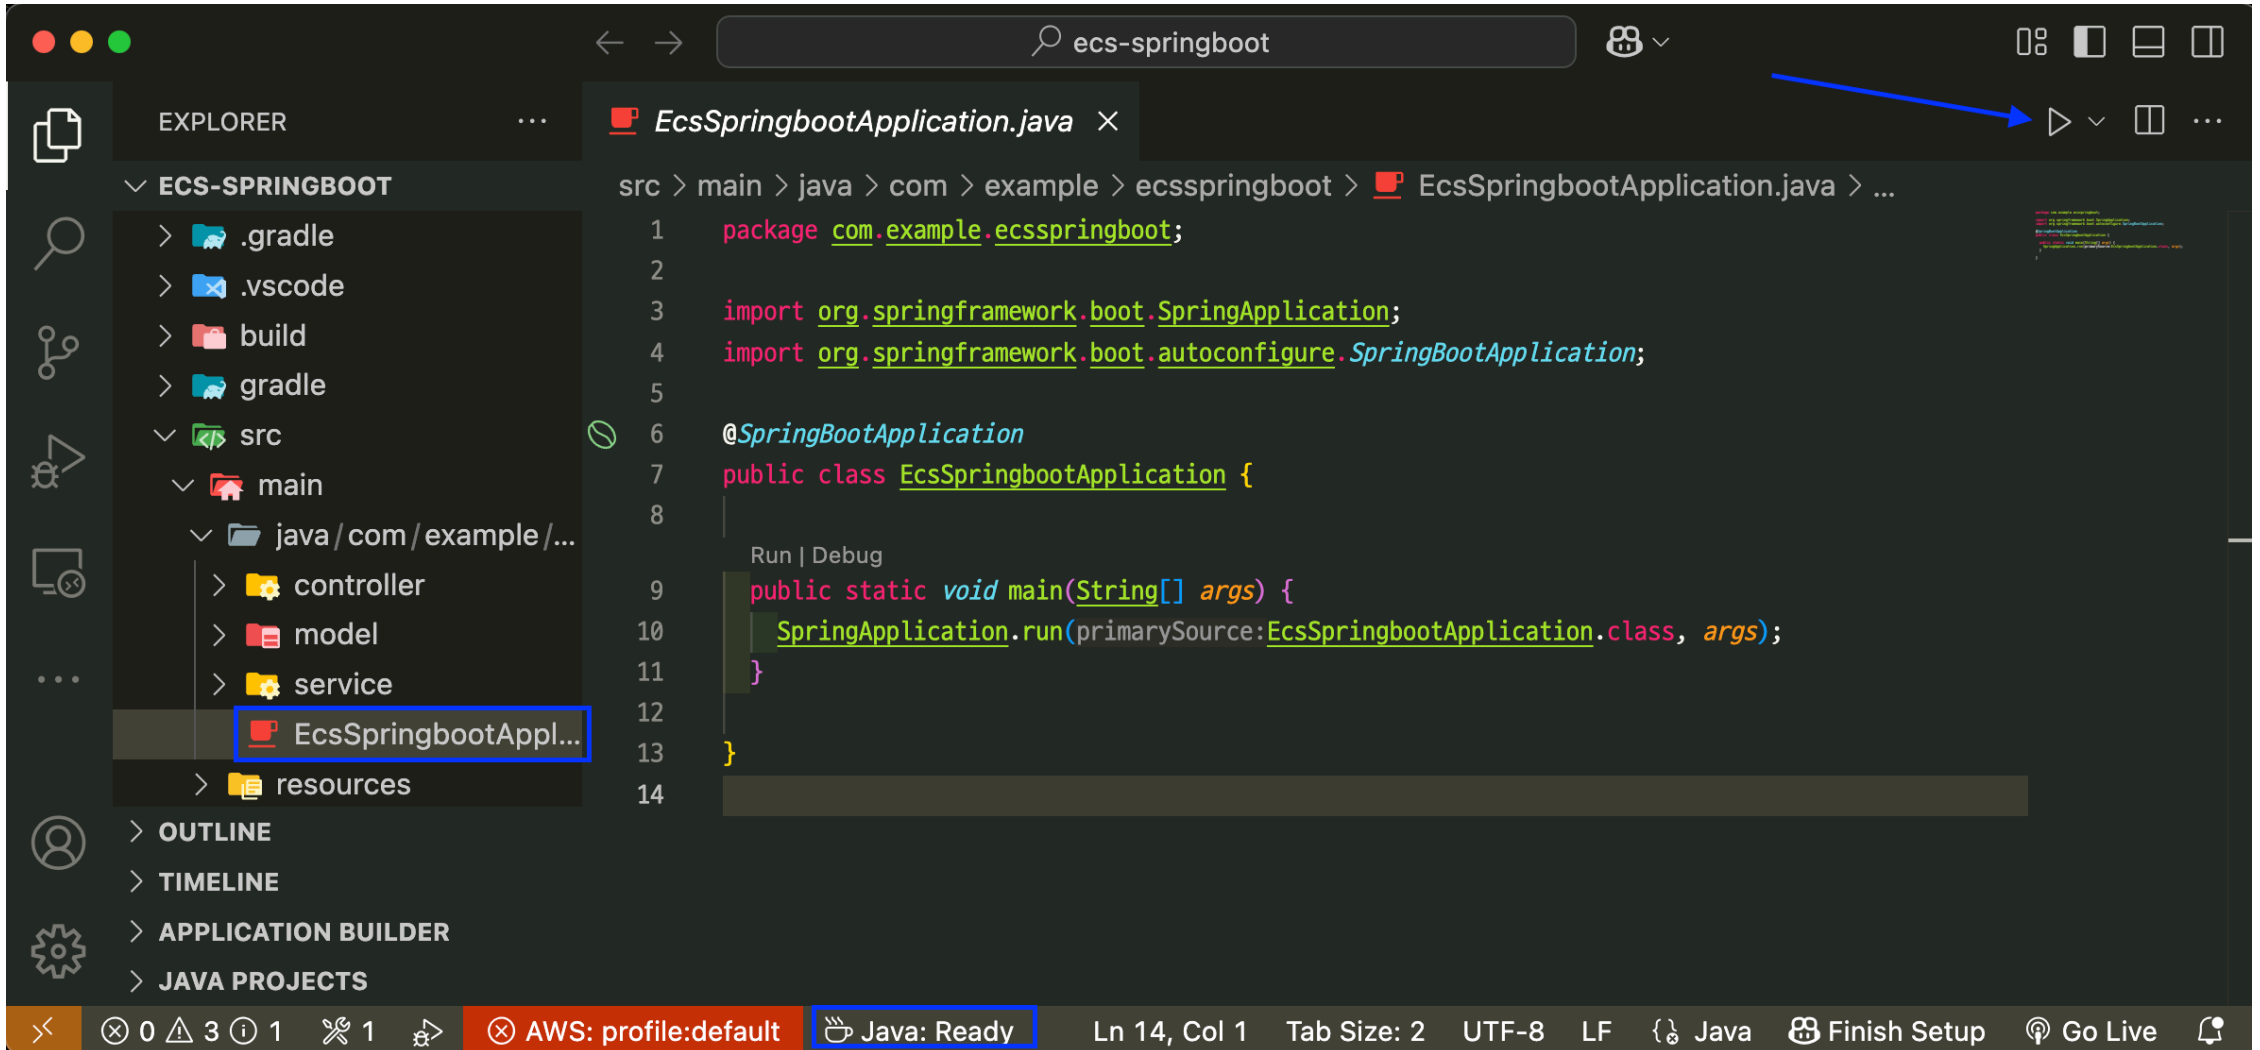 ecs-springboot
EXPLORER
EcsSpringbootApplication.java
ECS-SPRINGBOOT
.gradle
.vscode
build
gradle
src
main
java/com/example/...
controller
model
service
EcsSpringbootAppl...
resources
OUTLINE
TIMELINE
APPLICATION BUILDER
JAVA PROJECTS
src > main > java > com > example > ecsspringboot > EcsSpringbootApplication.java > ...
1 package com.example.ecsspringboot;
2
3 import org.springframework.boot.SpringApplication;
4 import org.springframework.boot.autoconfigure.SpringBootApplication;
5
6 @SpringBootApplication
7 public class EcsSpringbootApplication {
8
Run | Debug
9 public static void main(String[] args) {
10 SpringApplication.run(primarySource:EcsSpringbootApplication.class, args);
11 }
12
13 }
14
0 3 1 1 AWS: profile:default Java: Ready Ln 14, Col 1 Tab Size: 2 UTF-8 LF {} Java Finish Setup Go Live